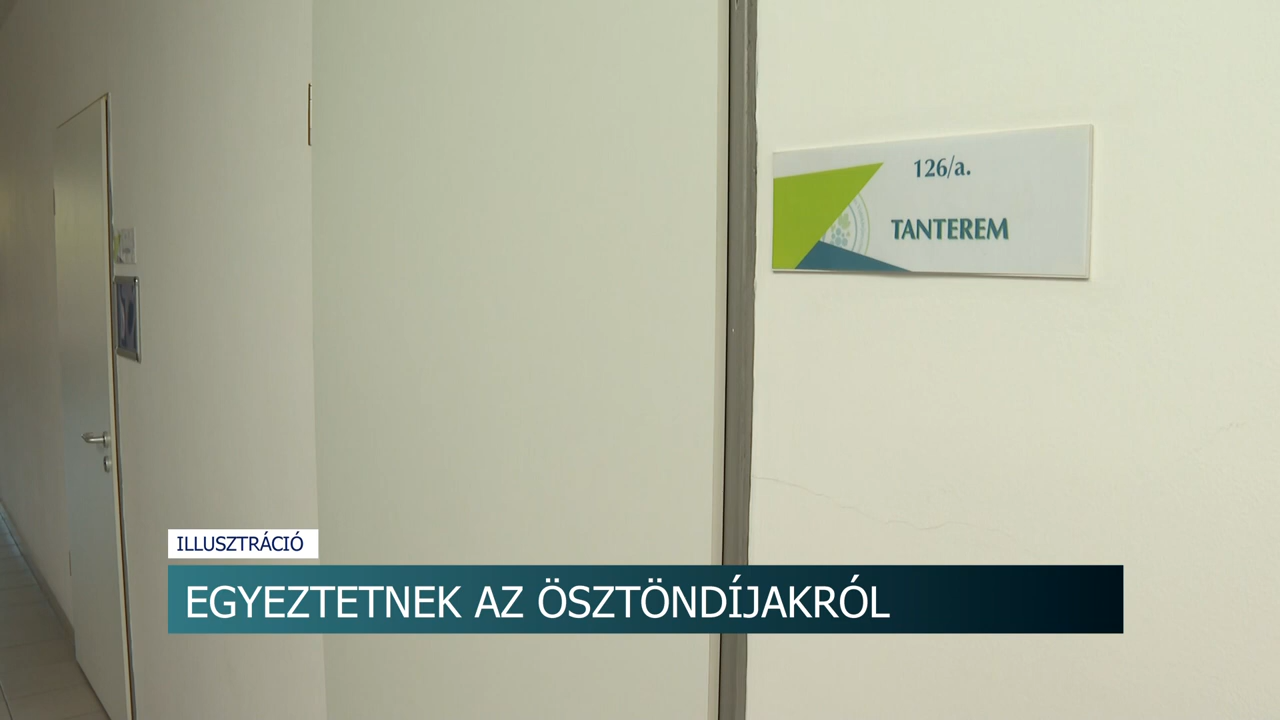 126/a.
TANTEREM
ILLUSZTRÁCIÓ
EGYEZTETNEK AZ ÖSZTÖNDÍJAKRÓL